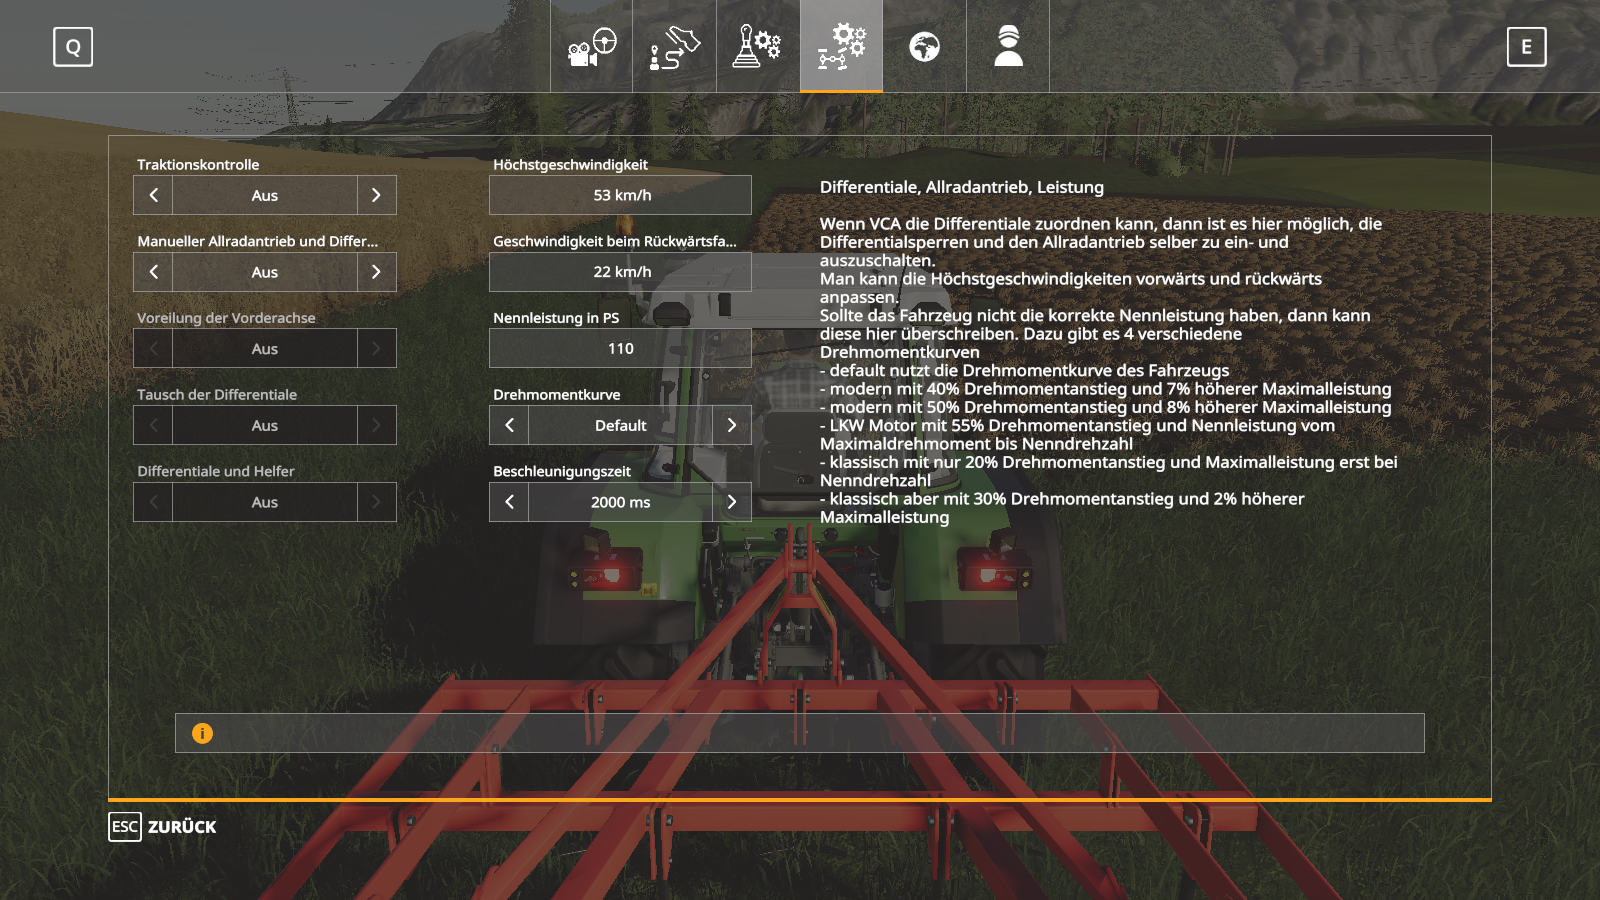 Q
E
Traktionskontrolle
Aus
Manueller Allradantrieb und Differ...
Aus
Voreilung der Vorderachse
Aus
Tausch der Differentiale
Aus
Differentiale und Helfer
Aus
Höchstgeschwindigkeit
53 km/h
Geschwindigkeit beim Rückwärtsfa...
22 km/h
Nennleistung in PS
110
Drehmomentkurve
Default
Beschleunigungszeit
2000 ms
Differentiale, Allradantrieb, Leistung
Wenn VCA die Differentiale zuordnen kann, dann ist es hier möglich, die
Differentialsperren und den Allradantrieb selber zu ein- und
auszuschalten.
Man kann die Höchstgeschwindigkeiten vorwärts und rückwärts
anpassen.
Sollte das Fahrzeug nicht die korrekte Nennleistung haben, dann kann
diese hier überschreiben. Dazu gibt es 4 verschiedene
Drehmomentkurven
- default nutzt die Drehmomentkurve des Fahrzeugs
- modern mit 40% Drehmomentanstieg und 7% höherer Maximalleistung
- modern mit 50% Drehmomentanstieg und 8% höherer Maximalleistung
- LKW Motor mit 55% Drehmomentanstieg und Nennleistung vom
Maximaldrehmoment bis Nenndrehzahl
- klassisch mit nur 20% Drehmomentanstieg und Maximalleistung erst bei
Nenndrehzahl
- klassisch aber mit 30% Drehmomentanstieg und 2% höherer
Maximalleistung
ESC ZURÜCK